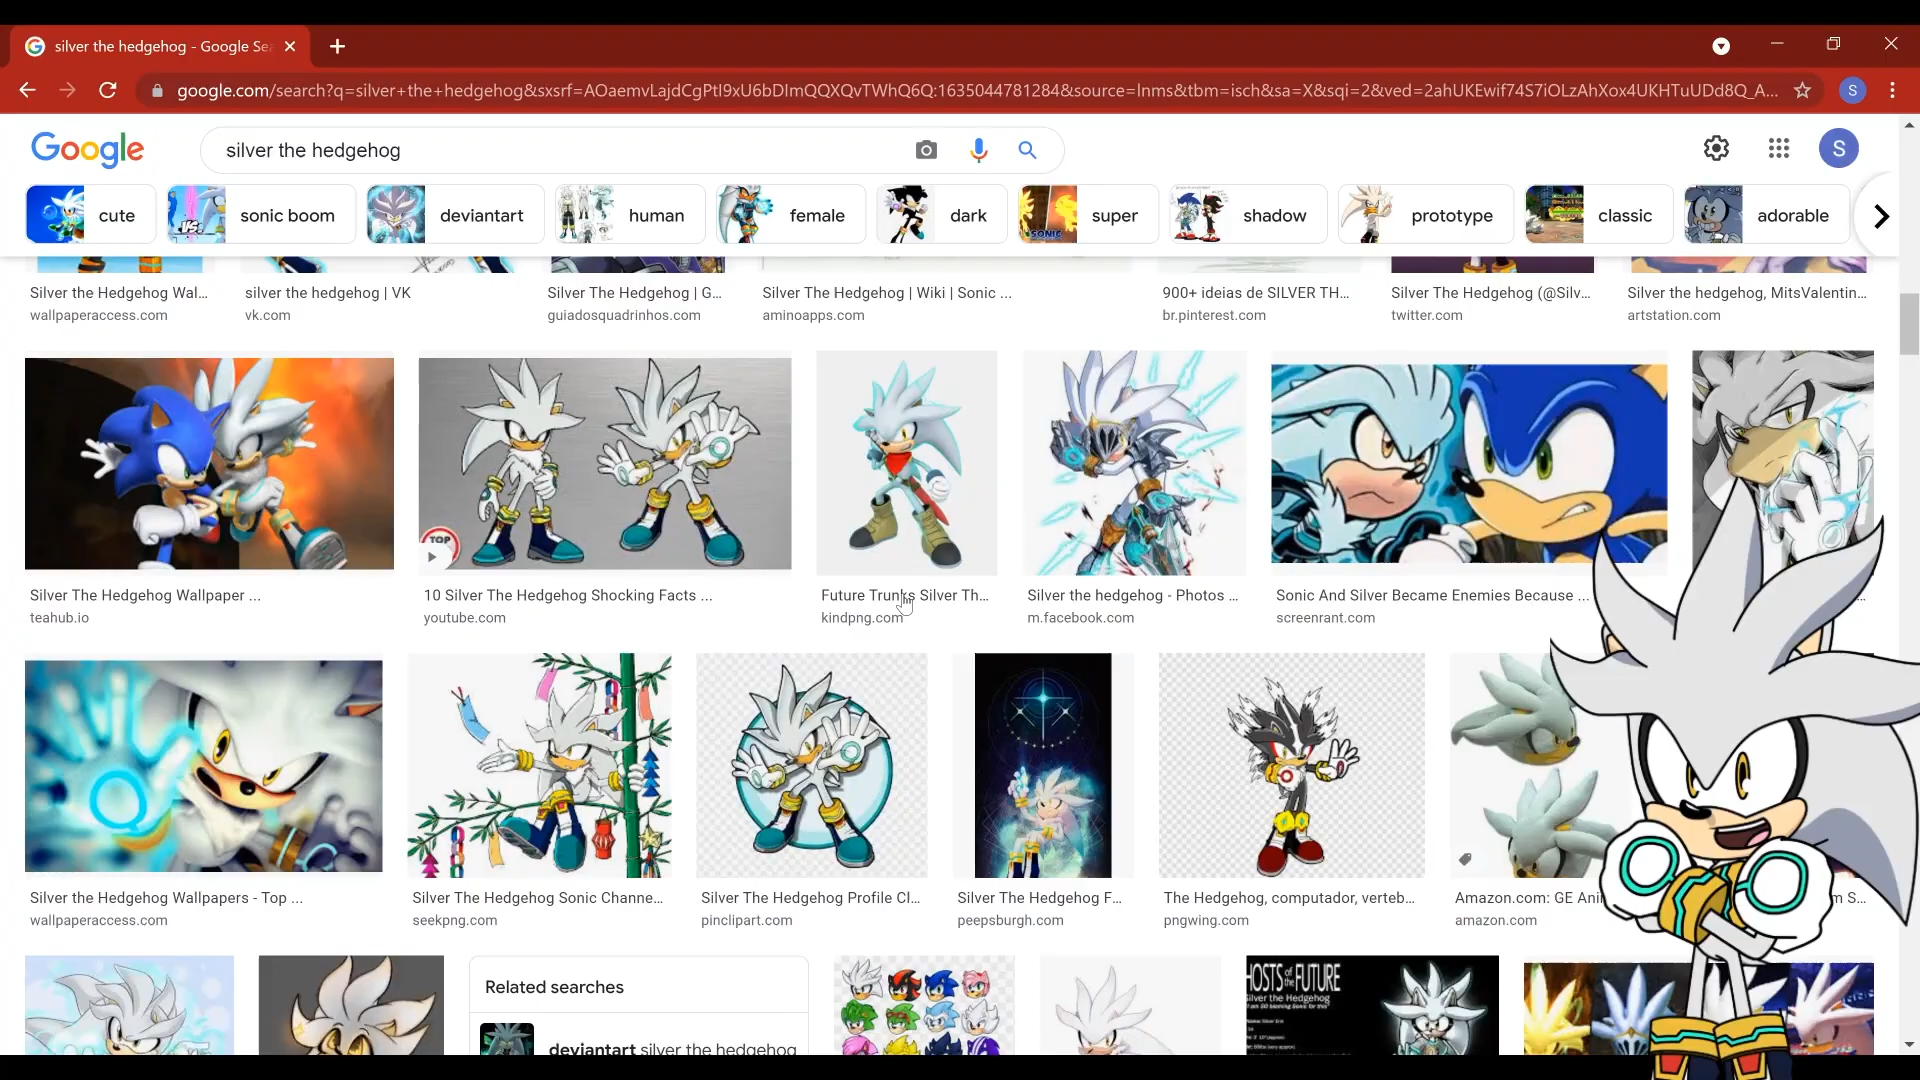 silver the hedgehog - Google Sea
google.com/search?q=silver+the+hedgehog&sxsrf=AOaemvLajdCgPtI9xU6bDImQQXQvTWhQ6Q:1635044781284&source=lnms&tbm=isch&sa=X&sqi=2&ved=2ahUKEwif74S7iOLzAhXox4UKHTuUDd8Q_A...
S
Google
silver the hedgehog
S
cute
sonic boom
deviantart
human
female
dark
super
shadow
prototype
classic
adorable
Silver the Hedgehog Wal...
wallpaperaccess.com
silver the hedgehog | VK
vk.com
Silver The Hedgehog | G...
guiadosquadrinhos.com
Silver The Hedgehog | Wiki | Sonic ...
aminoapps.com
900+ ideias de SILVER TH...
br.pinterest.com
Silver The Hedgehog (@Silv...
twitter.com
Silver the hedgehog, MitsValentin...
artstation.com
TOP
Silver The Hedgehog Wallpaper ...
teahub.io
10 Silver The Hedgehog Shocking Facts ...
youtube.com
Future Trunks Silver Th...
kindpng.com
Silver the hedgehog - Photos ...
m.facebook.com
Sonic And Silver Became Enemies Because ...
screenrant.com
Silver the Hedgehog Wallpapers - Top ...
wallpaperaccess.com
Silver The Hedgehog Sonic Channe...
seekpng.com
Silver The Hedgehog Profile Cl...
pinclipart.com
Silver The Hedgehog F...
peepsburgh.com
The Hedgehog, computador, verteb...
pngwing.com
Amazon.com: GE Ani
amazon.com
m S...
Related searches
deviantart silver the hedgehog
HOSTS of FUTURE
Silver the Hedgehog